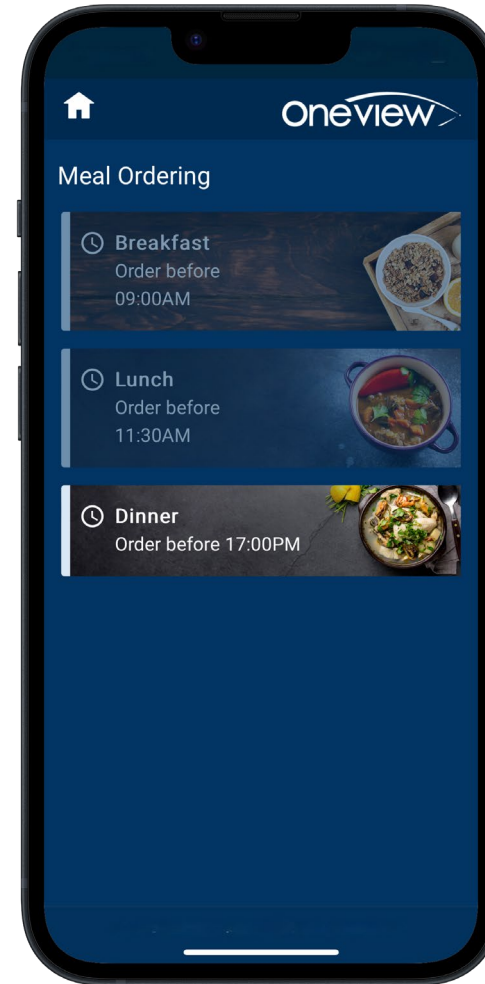 oneview
Meal Ordering
Breakfast
Order before
09:00AM
Lunch
Order before
11:30AM
Dinner
Order before 17:00PM